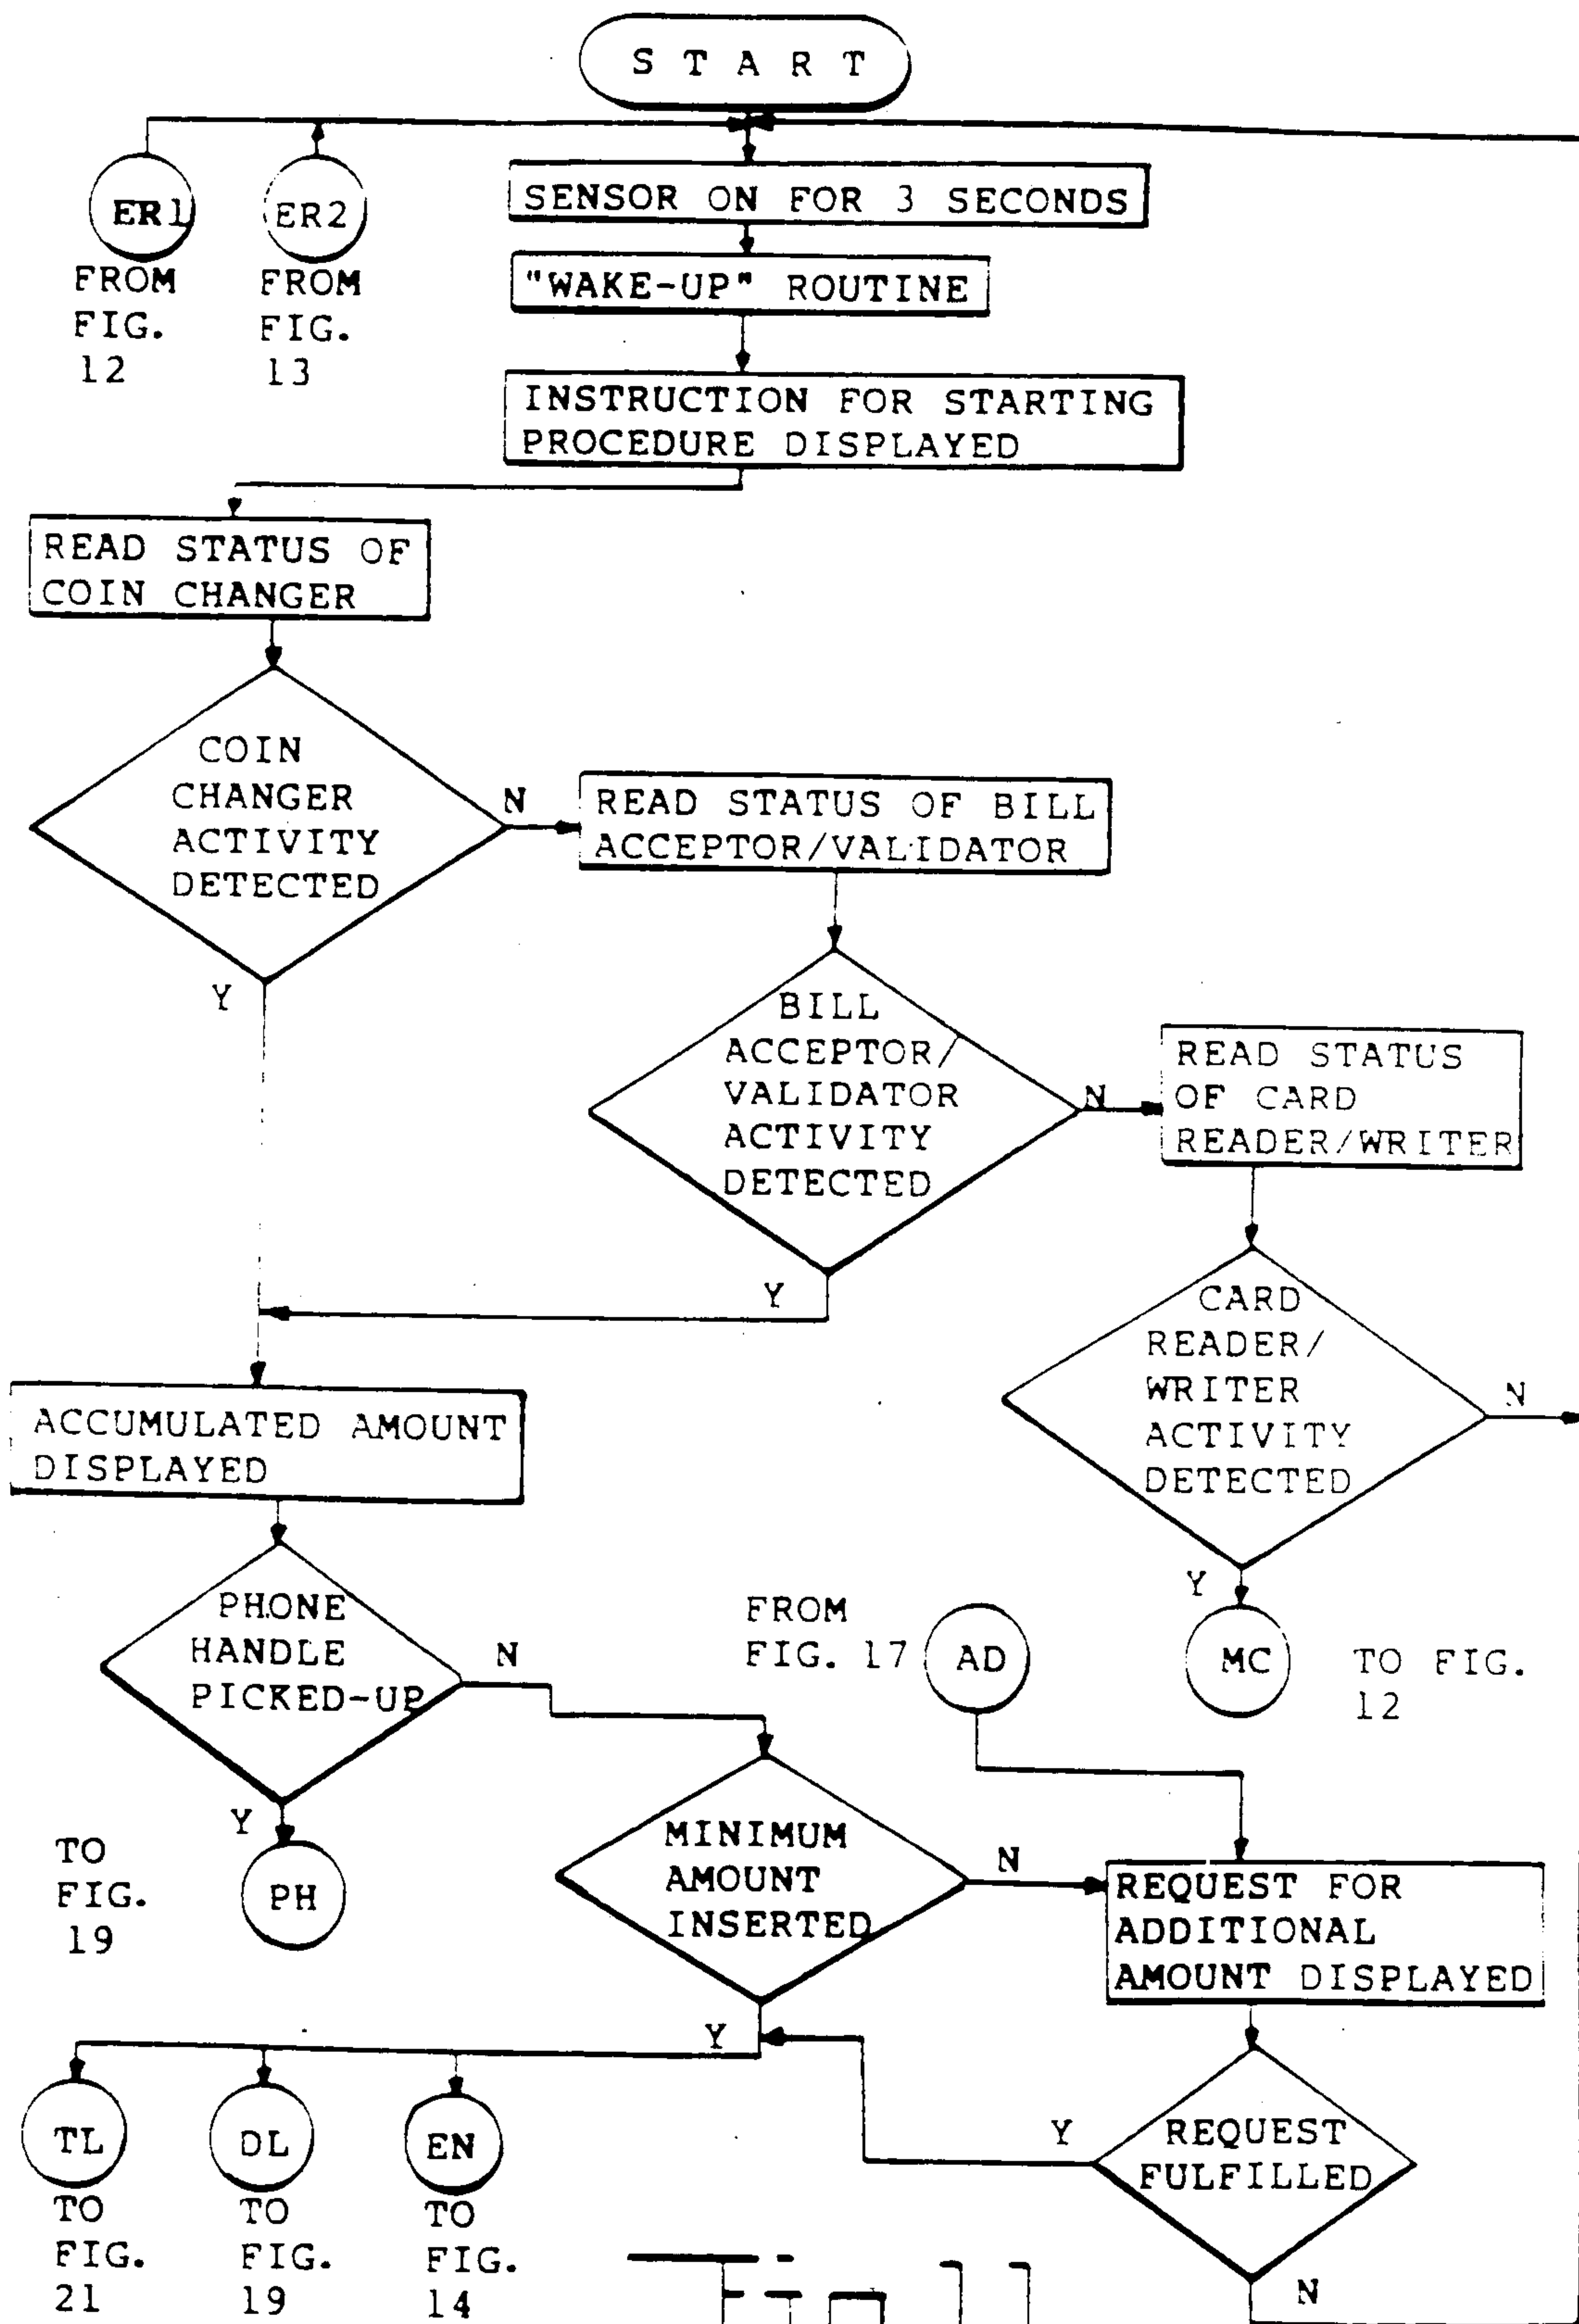 START
ER1
ER2
FROM
FIG.
12
FROM
FIG.
13
SENSOR ON FOR 3 SECONDS
"WAKE-UP" ROUTINE
INSTRUCTION FOR STARTING
PROCEDURE DISPLAYED
READ STATUS OF
COIN CHANGER
COIN
CHANGER
ACTIVITY
DETECTED
N
Y
READ STATUS OF BILL
ACCEPTOR/VALIDATOR
BILL
ACCEPTOR/
VALIDATOR
ACTIVITY
DETECTED
N
Y
READ STATUS
OF CARD
READER/WRITER
CARD
READER/
WRITER
ACTIVITY
DETECTED
N
Y
MC
TO FIG.
12
ACCUMULATED AMOUNT
DISPLAYED
PHONE
HANDLE
PICKED-UP
N
Y
TO
FIG.
19
PH
FROM
FIG. 17
AD
MINIMUM
AMOUNT
INSERTED
N
Y
REQUEST FOR
ADDITIONAL
AMOUNT DISPLAYED
REQUEST
FULFILLED
Y
N
TL
TO
FIG.
21
DL
TO
FIG.
19
EN
TO
FIG.
14